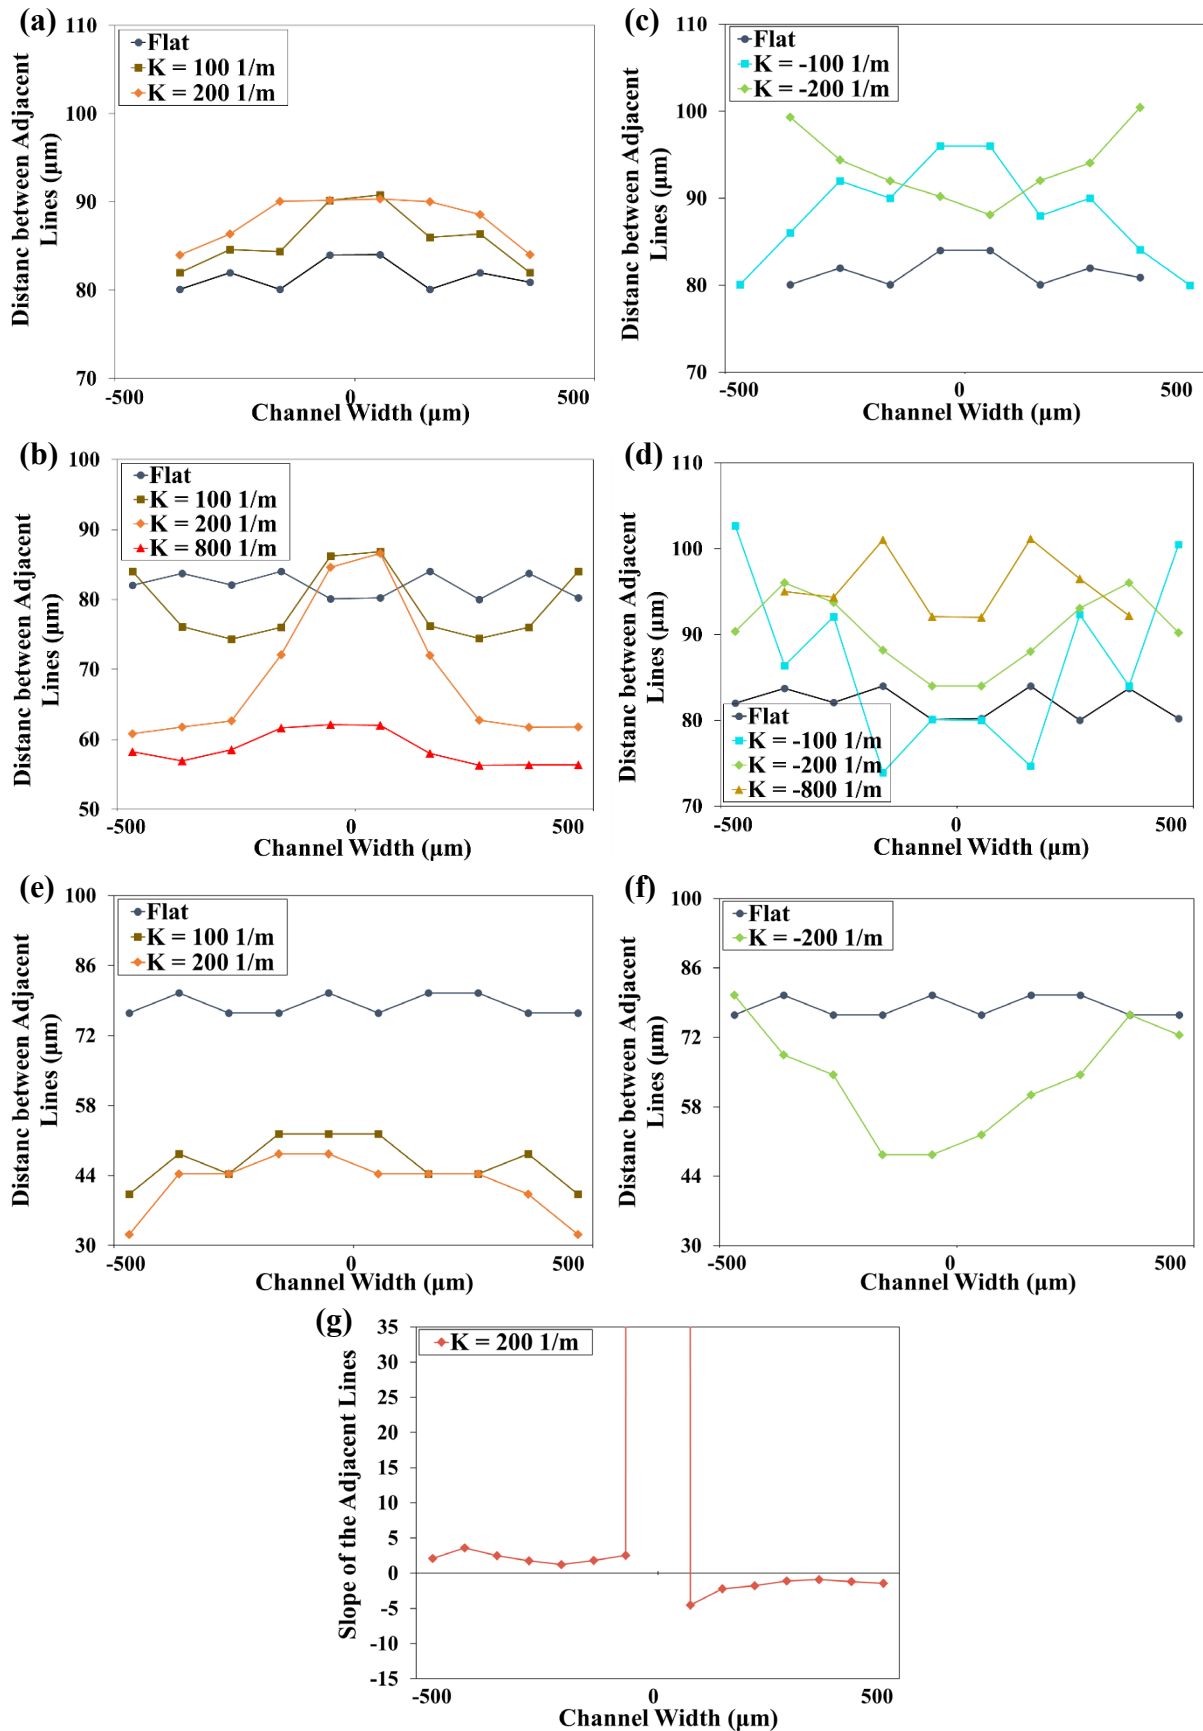 (a)
110
100
90
80
70
Distanc between Adjacent
Lines (μm)
Flat
K = 100 1/m
K = 200 1/m
-500
0
500
Channel Width (μm)
(c)
110
100
90
80
70
Distanc between Adjacent
Lines (μm)
Flat
K = -100 1/m
K = -200 1/m
-500
0
500
Channel Width (μm)
(b)
100
90
80
70
60
50
Distanc between Adjacent
Lines (μm)
Flat
K = 100 1/m
K = 200 1/m
K = 800 1/m
-500
0
500
Channel Width (μm)
(d)
110
100
90
80
70
Distanc between Adjacent
Lines (μm)
Flat
K = -100 1/m
K = -200 1/m
K = -800 1/m
-500
0
500
Channel Width (μm)
(e)
100
86
72
58
44
30
Distanc between Adjacent
Lines (μm)
Flat
K = 100 1/m
K = 200 1/m
-500
0
500
Channel Width (μm)
(f)
100
86
72
58
44
30
Distanc between Adjacent
Lines (μm)
Flat
K = -200 1/m
-500
0
500
Channel Width (μm)
(g)
35
30
25
20
15
10
5
0
-5
-10
-15
Slope of the Adjacent Lines
K = 200 1/m
-500
0
500
Channel Width (μm)